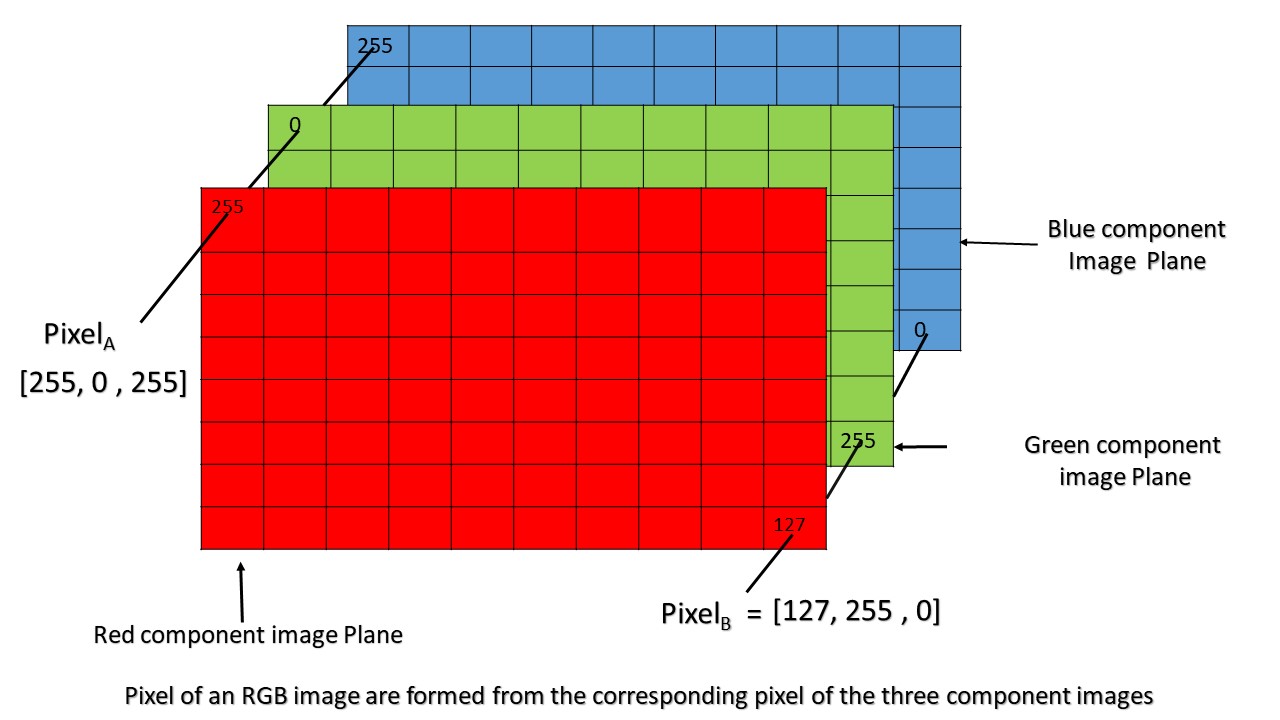 255
0
255
Blue component
Image Plane
0
Pixel A
[255, 0 , 255]
255
Green component
image Plane
127
Pixel B = [127, 255 , 0]
Red component image Plane
Pixel of an RGB image are formed from the corresponding pixel of the three component images